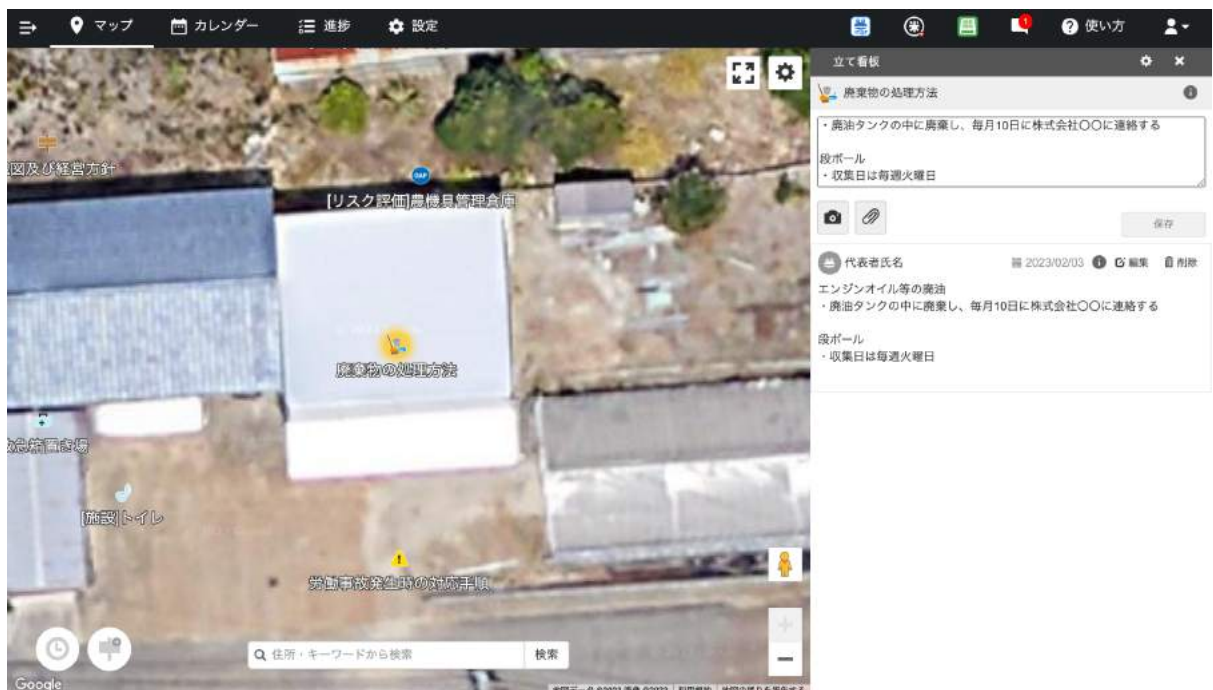 マップ カレンダー 進捗 設定 1 使い方
立て看板
廃棄物の処理方法
・廃油タンクの中に廃棄し、毎月10日に株式会社〇〇に連絡する
段ボール
・収集日は毎週火曜日
保存
代表者氏名 2023/02/03 編集 削除
エンジンオイル等の廃油
・廃油タンクの中に廃棄し、毎月10日に株式会社〇〇に連絡する
段ボール
・収集日は毎週火曜日
図及び経営方針
GAP
[リスク評価]農機具管理倉庫
廃棄物の処理方法
救急箱置き場
[施設]トイレ
労働事故発生時の対応手順
住所・キーワードから検索 検索
Google